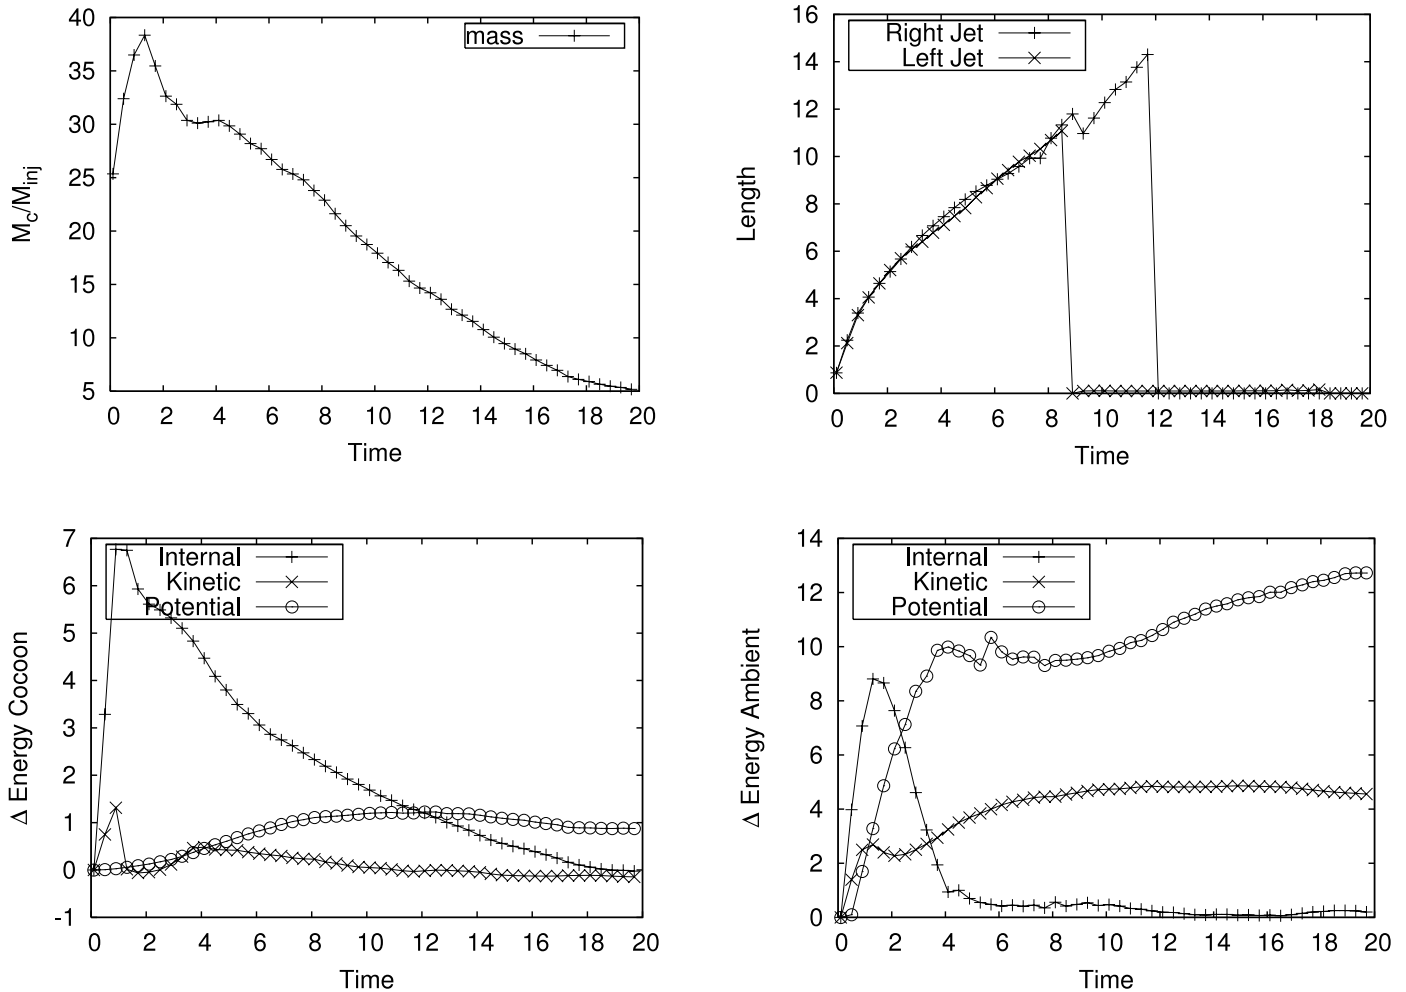 40
35
30
25
20
15
10
5
M_c/M_inj
mass
0 2 4 6 8 10 12 14 16 18 20
Time
16
14
12
10
8
6
4
2
0
Length
Right Jet
Left Jet
0 2 4 6 8 10 12 14 16 18 20
Time
7
6
5
4
3
2
1
0
-1
Δ Energy Cocoon
Internal
Kinetic
Potential
0 2 4 6 8 10 12 14 16 18 20
Time
14
12
10
8
6
4
2
0
Δ Energy Ambient
Internal
Kinetic
Potential
0 2 4 6 8 10 12 14 16 18 20
Time